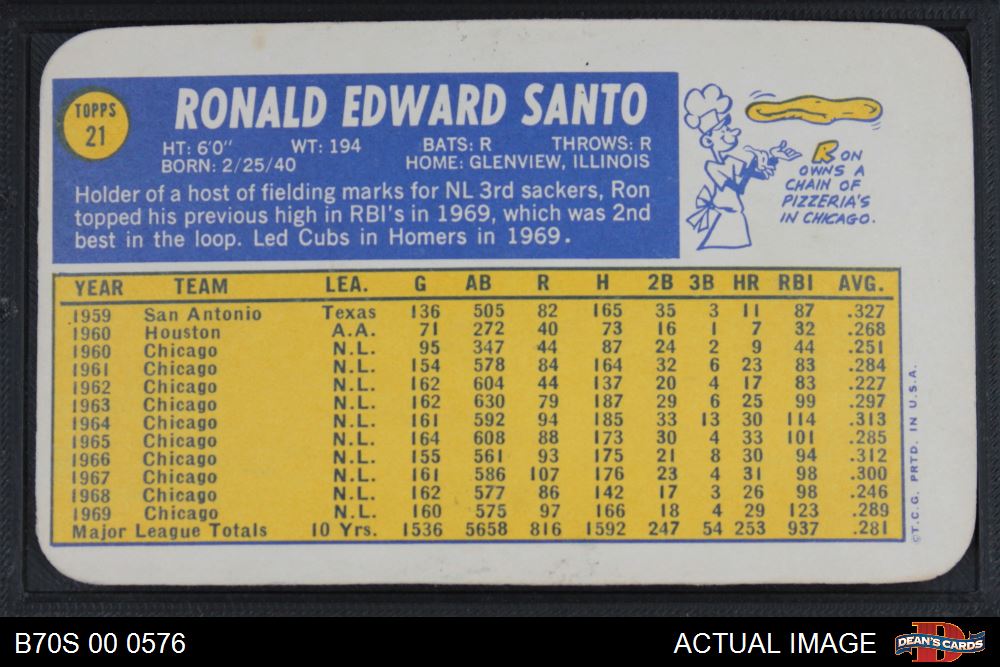 TOPPS
21
RONALD EDWARD SANTO
HT: 6'0" WT: 194 BATS: R THROWS: R
BORN: 2/25/40 HOME: GLENVIEW, ILLINOIS
Holder of a host of fielding marks for NL 3rd sackers, Ron
topped his previous high in RBI's in 1969, which was 2nd
best in the loop. Led Cubs in Homers in 1969.
RON
OWNS A
CHAIN OF
PIZZERIA'S
IN CHICAGO.
YEAR TEAM LEA. G AB R H 2B 3B HR RBI AVG.
1959 San Antonio Texas 136 505 82 165 35 3 11 87 .327
1960 Houston A.A. 71 272 40 73 16 1 7 32 .268
1960 Chicago N.L. 95 347 44 87 24 2 9 44 .251
1961 Chicago N.L. 154 578 84 164 32 6 23 83 .284
1962 Chicago N.L. 162 604 44 137 20 4 17 83 .227
1963 Chicago N.L. 162 630 79 187 29 6 25 99 .297
1964 Chicago N.L. 161 592 94 185 33 13 30 114 .313
1965 Chicago N.L. 164 608 88 173 30 4 33 101 .285
1966 Chicago N.L. 155 561 93 175 21 8 30 94 .312
1967 Chicago N.L. 161 586 107 176 23 4 31 98 .300
1968 Chicago N.L. 162 577 86 142 17 3 26 98 .246
1969 Chicago N.L. 160 575 97 166 18 4 29 123 .289
Major League Totals 10 Yrs. 1536 5658 816 1592 247 54 253 937 .281
©T.C.G. PRTD. IN U.S.A.
B70S 00 0576 ACTUAL IMAGE
D
DEAN'S CARDS